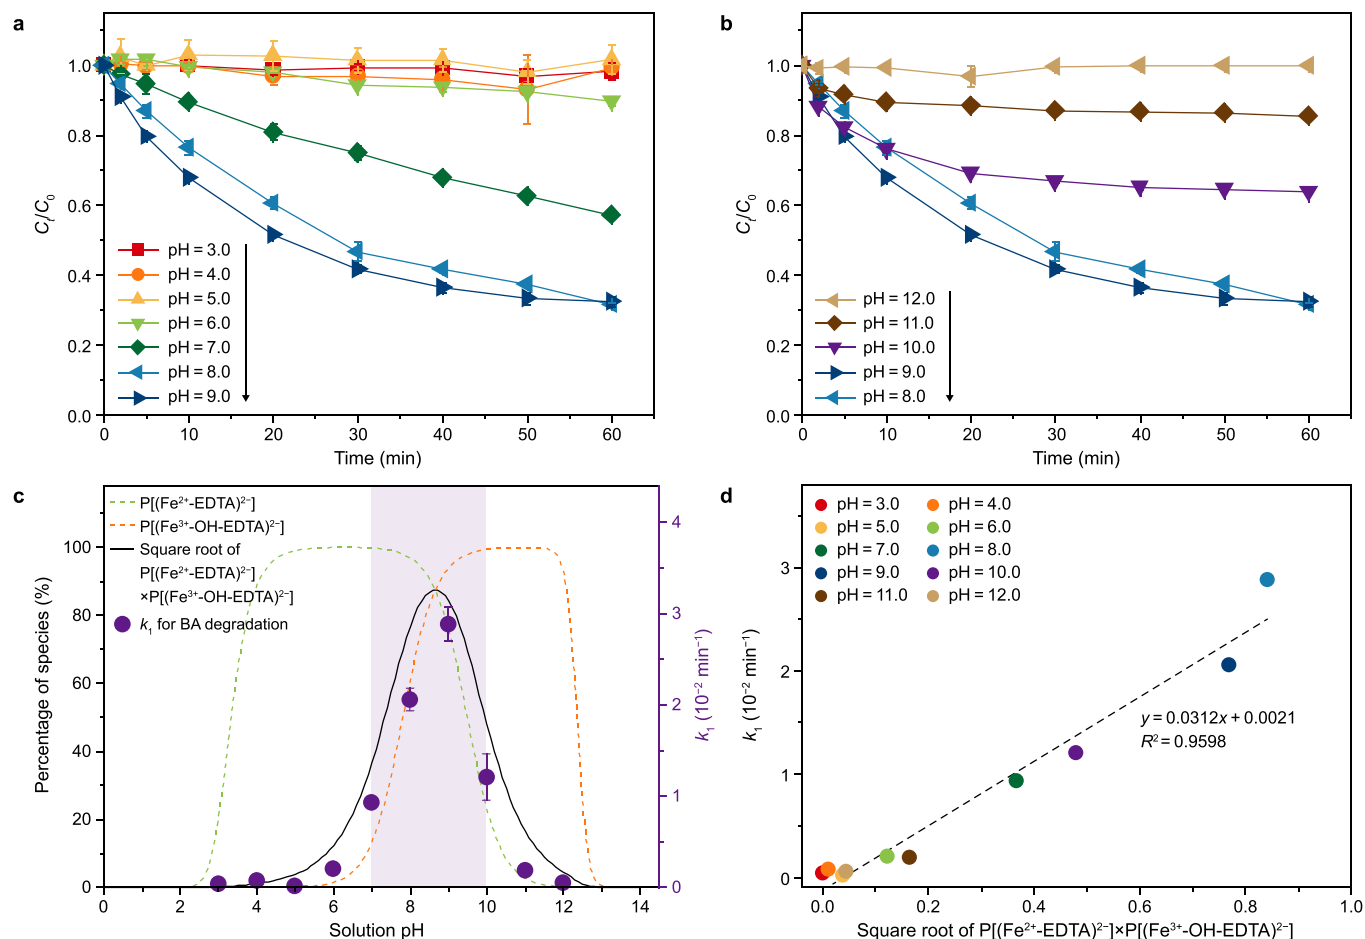 a
1.0
0.8
0.6
0.4
0.2
0.0
Cₜ/C₀
pH = 3.0
pH = 4.0
pH = 5.0
pH = 6.0
pH = 7.0
pH = 8.0
pH = 9.0
0 10 20 30 40 50 60
Time (min)
b
1.0
0.8
0.6
0.4
0.2
0.0
Cₜ/C₀
pH = 12.0
pH = 11.0
pH = 10.0
pH = 9.0
pH = 8.0
0 10 20 30 40 50 60
Time (min)
c
P[(Fe²⁺-EDTA)²⁻]
P[(Fe³⁺-OH-EDTA)²⁻]
Square root of
P[(Fe²⁺-EDTA)²⁻]
×P[(Fe³⁺-OH-EDTA)²⁻]
k₁ for BA degradation
100
80
60
40
20
0
Percentage of species (%)
4
3
2
1
0
k₁ (10⁻² min⁻¹)
0 2 4 6 8 10 12 14
Solution pH
d
pH = 3.0 pH = 4.0
pH = 5.0 pH = 6.0
pH = 7.0 pH = 8.0
pH = 9.0 pH = 10.0
pH = 11.0 pH = 12.0
3
2
1
0
k₁ (10⁻² min⁻¹)
y = 0.0312x + 0.0021
R² = 0.9598
0.0 0.2 0.4 0.6 0.8 1.0
Square root of P[(Fe²⁺-EDTA)²⁻]×P[(Fe³⁺-OH-EDTA)²⁻]